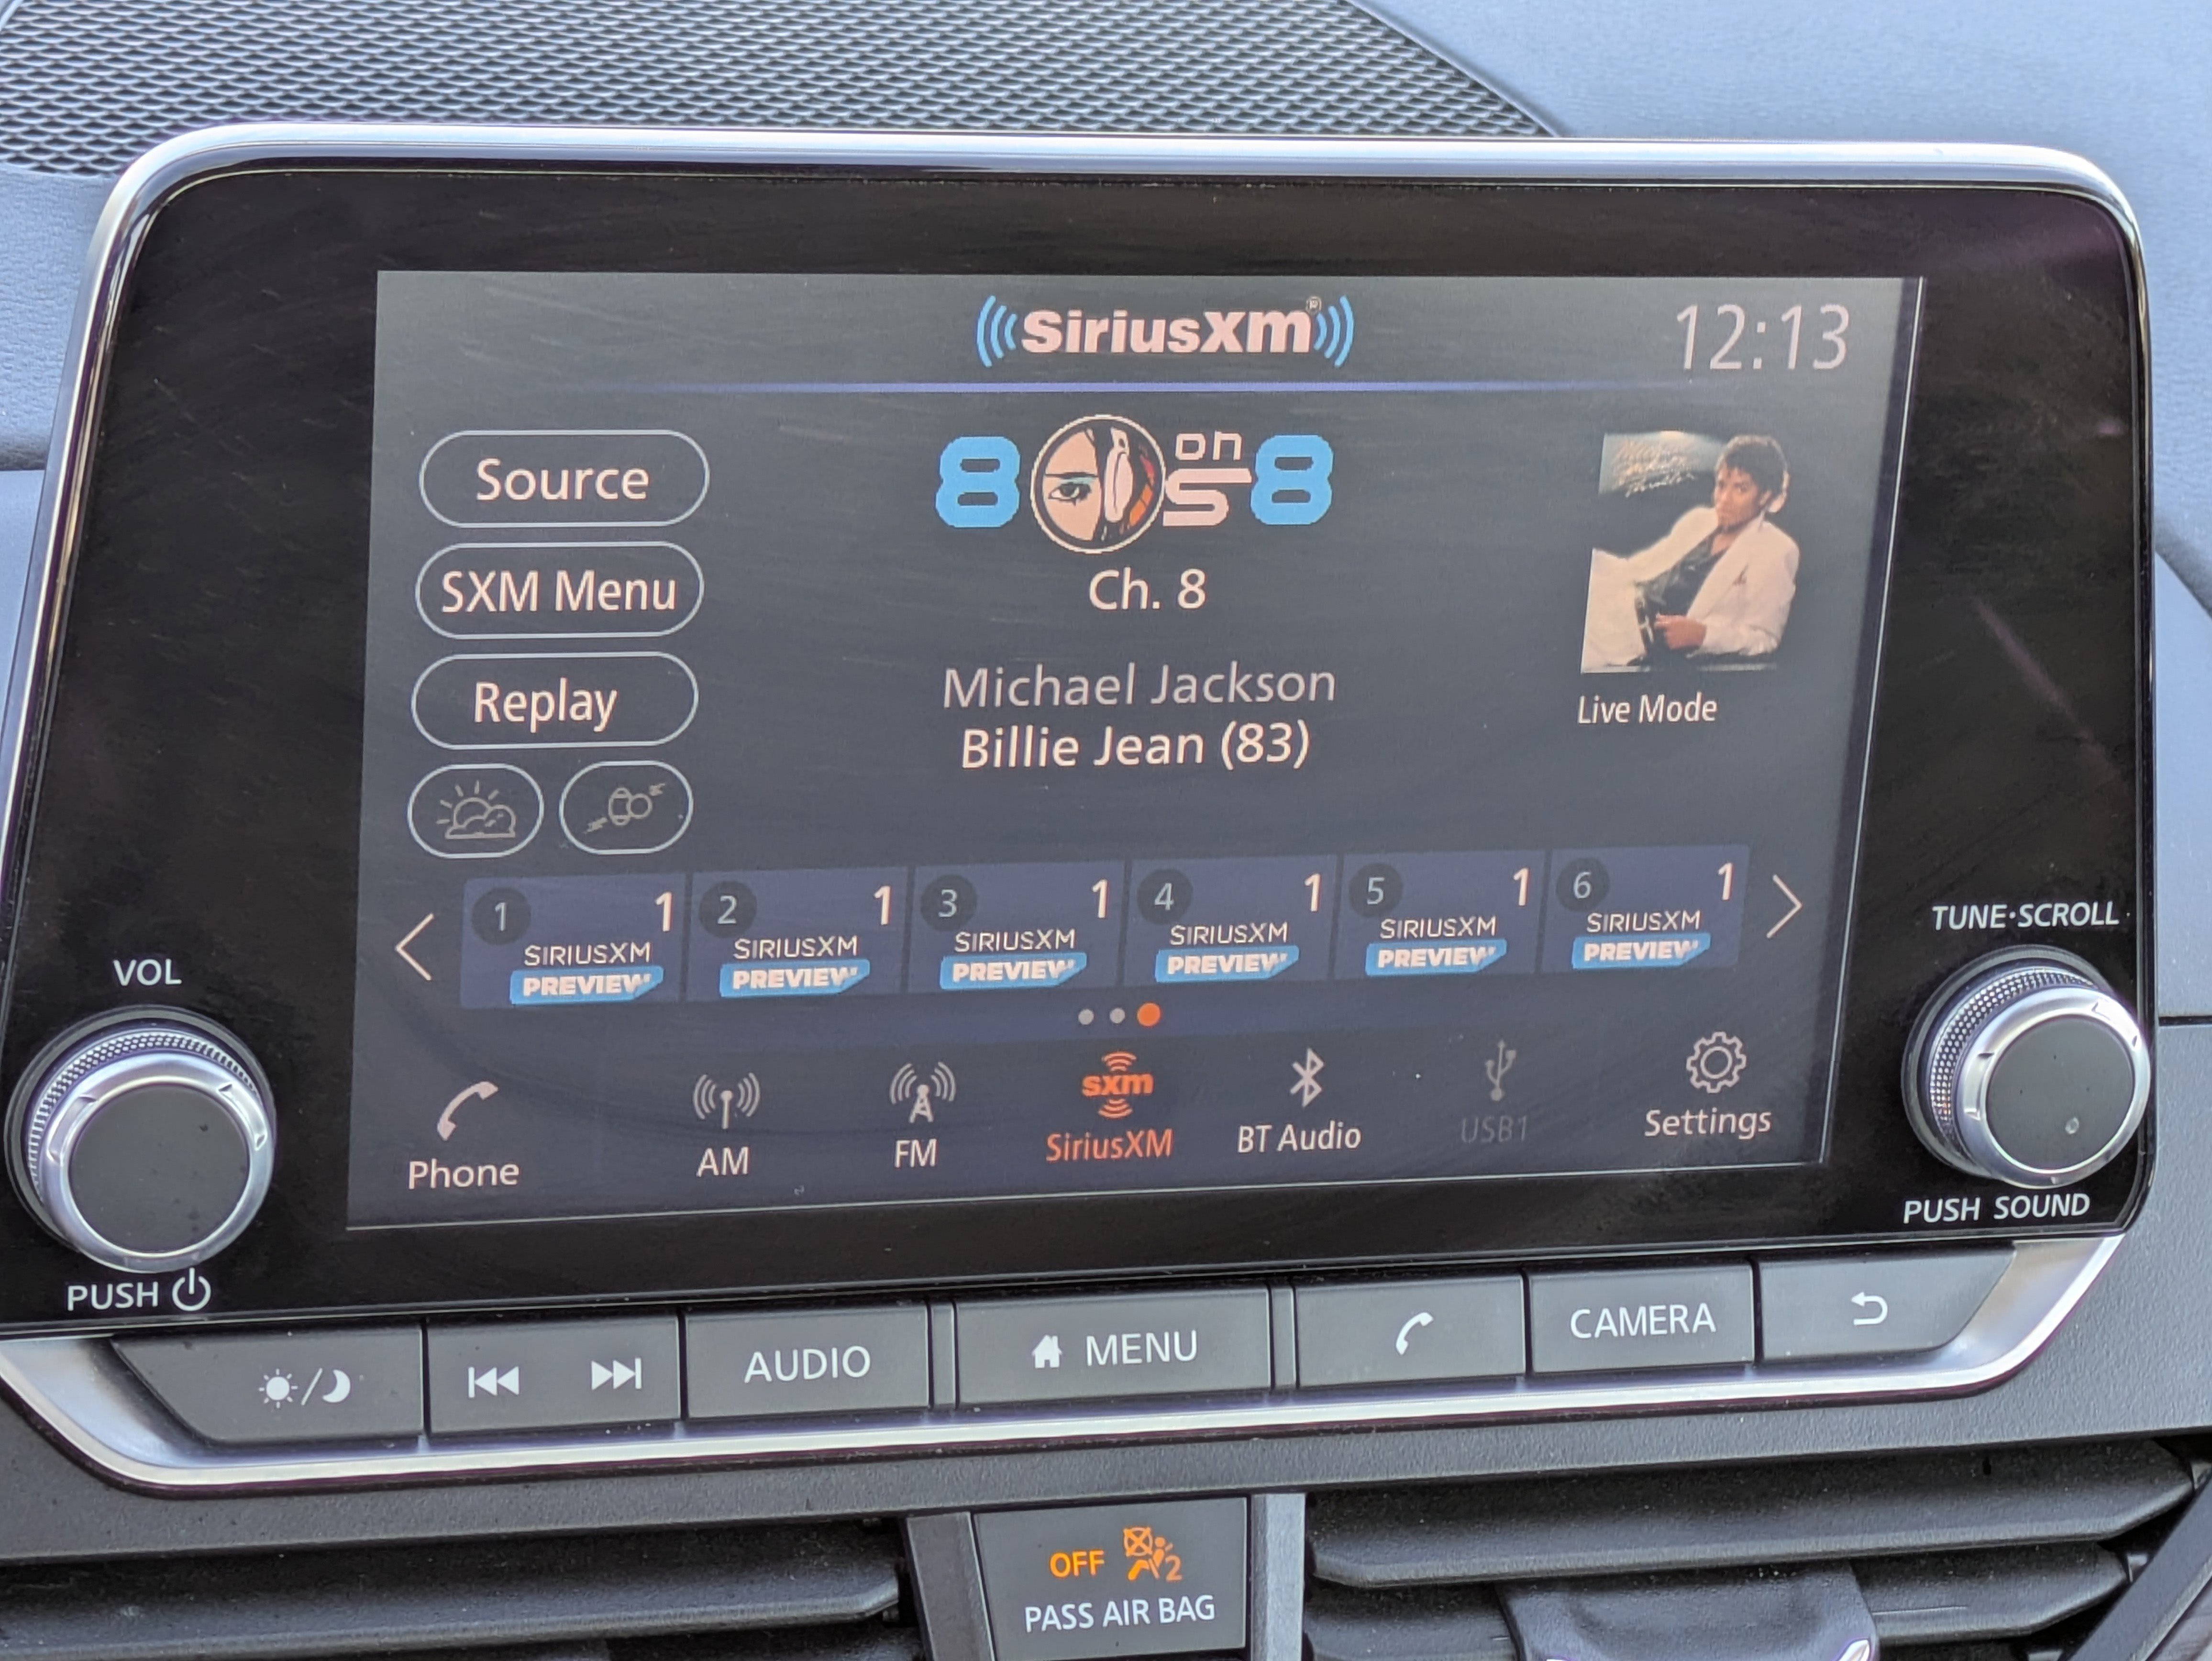 SiriusXM®
12:13
Source
SXM Menu
Replay
80s on 8
Ch. 8
Michael Jackson
Billie Jean (83)
Live Mode
1 1 SIRIUSXM PREVIEW
2 1 SIRIUSXM PREVIEW
3 1 SIRIUSXM PREVIEW
4 1 SIRIUSXM PREVIEW
5 1 SIRIUSXM PREVIEW
6 1 SIRIUSXM PREVIEW
Phone
AM
FM
sxm
SiriusXM
BT Audio
USB1
Settings
VOL
PUSH
TUNE·SCROLL
PUSH SOUND
AUDIO
MENU
CAMERA
OFF 2
PASS AIR BAG